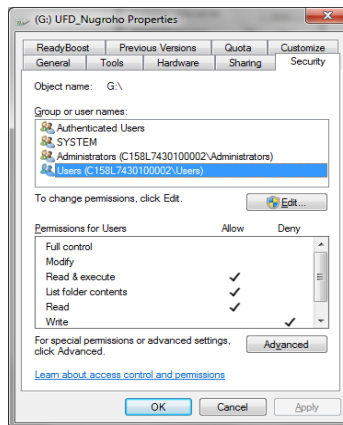 (G:) UFD_Nugroho Properties
ReadyBoost Previous Versions Quota Customize
General Tools Hardware Sharing Security
Object name: G:\
Group or user names:
Authenticated Users
SYSTEM
Administrators (C158L7430100002\Administrators)
Users (C158L7430100002\Users)
To change permissions, click Edit.
Edit...
Permissions for Users Allow Deny
Full control
Modify
Read & execute
List folder contents
Read
Write
For special permissions or advanced settings,
click Advanced.
Advanced
Learn about access control and permissions
OK Cancel Apply